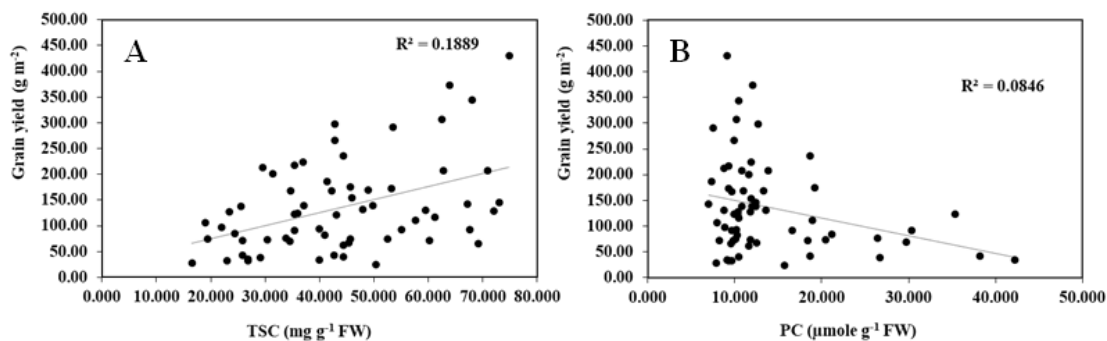 A
R² = 0.1889
Grain yield (g m⁻²)
500.00
450.00
400.00
350.00
300.00
250.00
200.00
150.00
100.00
50.00
0.00
0.000 10.000 20.000 30.000 40.000 50.000 60.000 70.000 80.000
TSC (mg g⁻¹ FW)
B
R² = 0.0846
Grain yield (g m⁻²)
500.00
450.00
400.00
350.00
300.00
250.00
200.00
150.00
100.00
50.00
0.00
0.000 10.000 20.000 30.000 40.000 50.000
PC (μmole g⁻¹ FW)